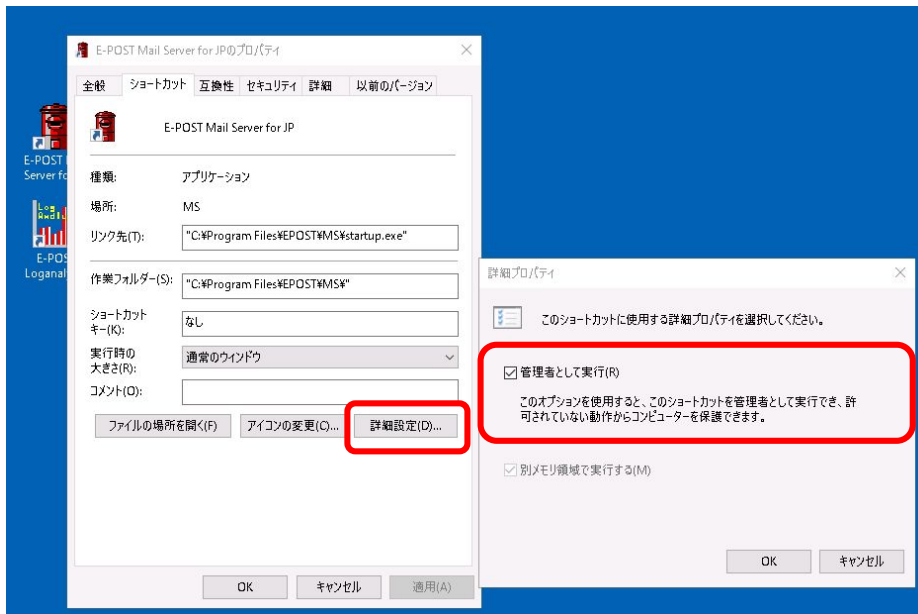 E-POST Mail Server for JPのプロパティ
全般 ショートカット 互換性 セキュリティ 詳細 以前のバージョン
E-POST Mail Server for JP
種類: アプリケーション
場所: MS
リンク先(T): "C:¥Program Files¥EPOST¥MS¥startup.exe"
作業フォルダー(S): "C:¥Program Files¥EPOST¥MS¥"
ショートカット
キー(K): なし
実行時の
大きさ(R): 通常のウィンドウ
コメント(O):
ファイルの場所を開く(F) アイコンの変更(C)... 詳細設定(D)...
OK キャンセル 適用(A)
E-POST
Server fo
E-POS
Loganal
詳細プロパティ
このショートカットに使用する詳細プロパティを選択してください。
管理者として実行(R)
このオプションを使用すると、このショートカットを管理者として実行でき、許
可されていない動作からコンピューターを保護できます。
別メモリ領域で実行する(M)
OK キャンセル